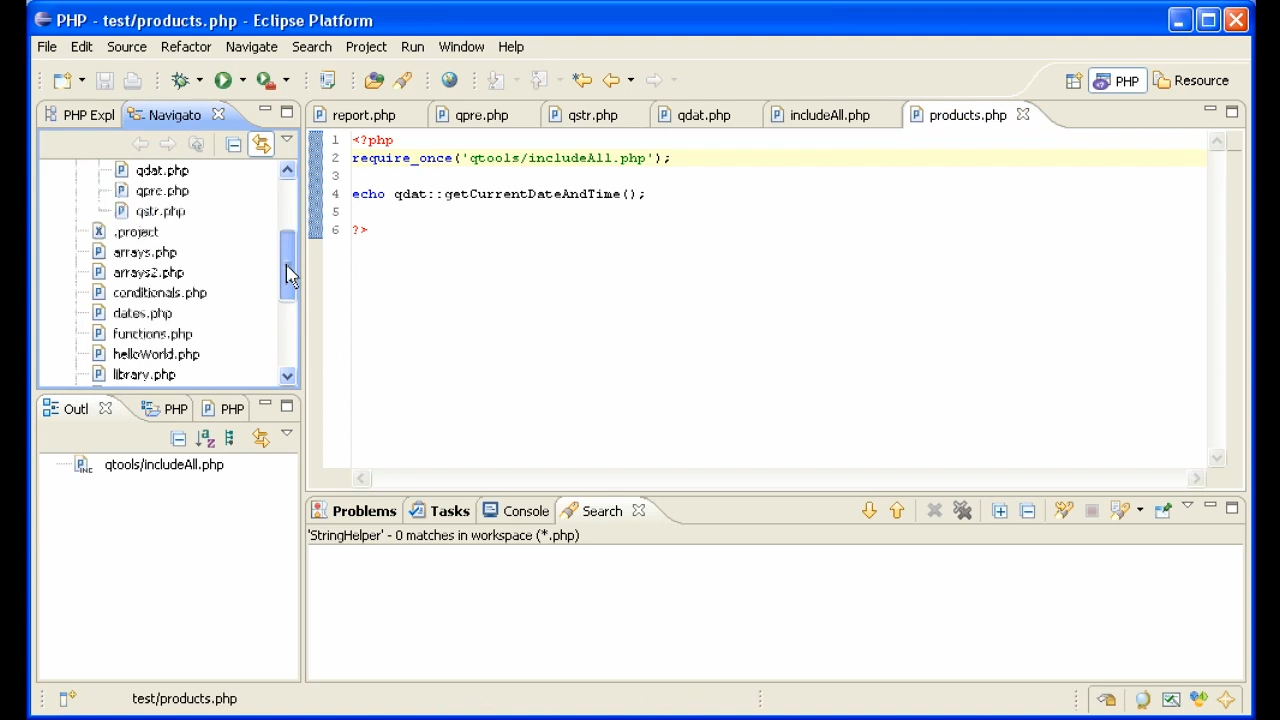 PHP - test/products.php - Eclipse Platform
File Edit Source Refactor Navigate Search Project Run Window Help
PHP Resource
PHP Expl Navigato
report.php qpre.php qstr.php qdat.php includeAll.php products.php
qdat.php
qpre.php
qstr.php
.project
arrays.php
arrays2.php
conditionals.php
dates.php
functions.php
helloWorld.php
library.php
1 <?php
2 require_once('qtools/includeAll.php');
3
4 echo qdat::getCurrentDateAndTime();
5
6 ?>
Outl PHP PHP
qtools/includeAll.php
Problems Tasks Console Search
'StringHelper' - 0 matches in workspace (*.php)
test/products.php